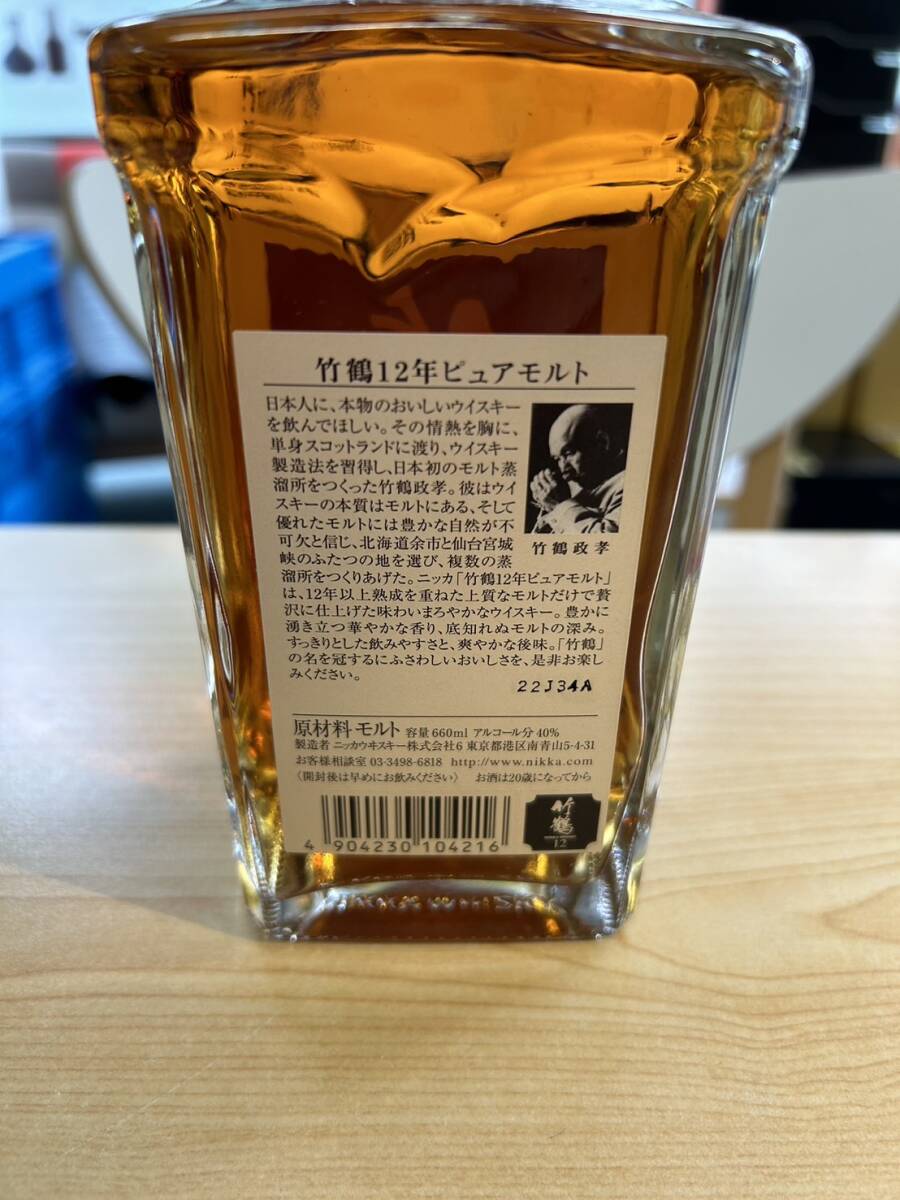 竹鶴12年ピュアモルト
日本人に、本物のおいしいウイスキー
を飲んでほしい。その情熱を胸に、
単身スコットランドに渡り、ウイスキー
製造法を習得し、日本初のモルト蒸
溜所をつくった竹鶴政孝。彼はウイ
スキーの本質はモルトにある、そして
優れたモルトには豊かな自然が不
可欠と信じ、北海道余市と仙台宮城
峡のふたつの地を選び、複数の蒸
溜所をつくりあげた。ニッカ「竹鶴12年ピュアモルト」
は、12年以上熟成を重ねた上質なモルトだけで贅
沢に仕上げた味わいまろやかなウイスキー。豊かに
湧き立つ華やかな香り、底知れぬモルトの深み。
すっきりとした飲みやすさと、爽やかな後味。「竹鶴」
の名を冠するにふさわしいおいしさを、是非お楽し
みください。
竹鶴政孝
22J34A
原材料 モルト 容量 660ml アルコール分 40%
製造者 ニッカウヰスキー株式会社6 東京都港区南青山5-4-31
お客様相談室 03-3498-6818 http://www.nikka.com
〈開封後は早めにお飲みください〉 お酒は20歳になってから
4 904230 104216
竹鶴
12